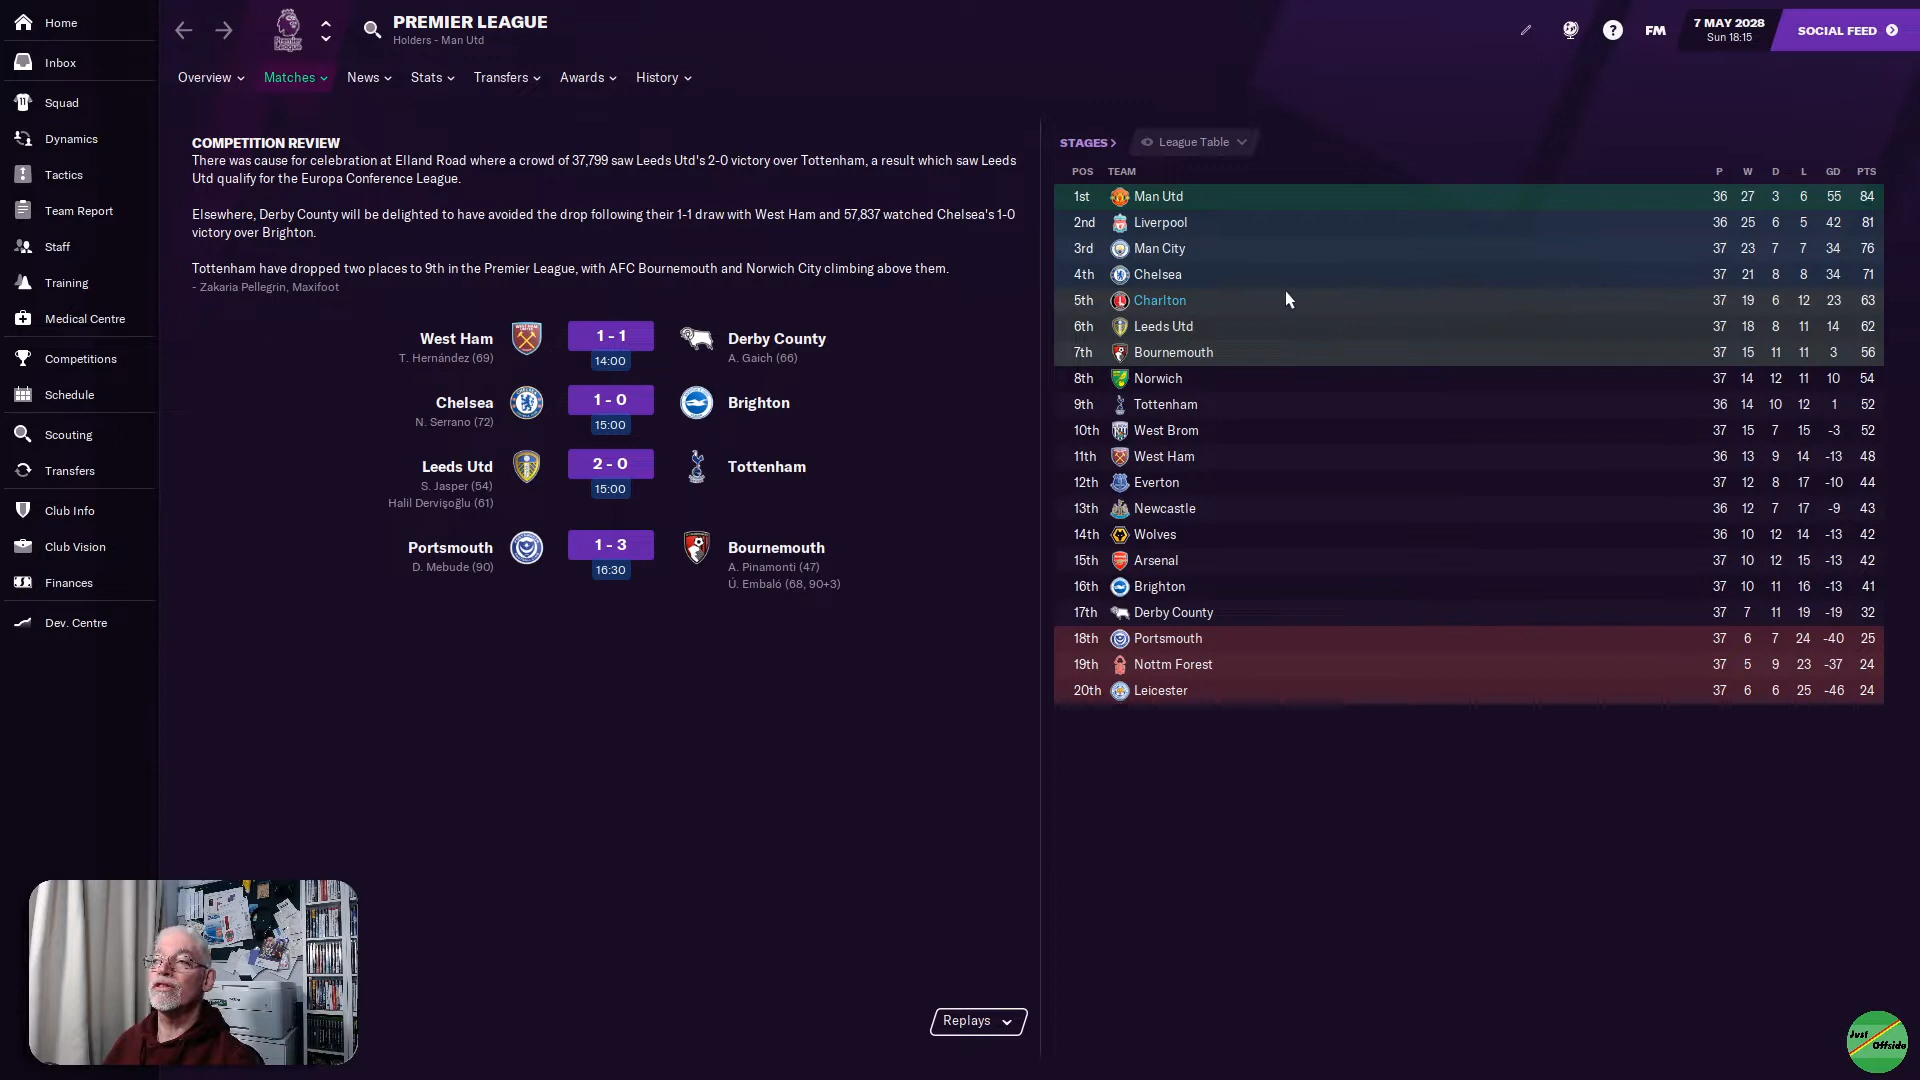 Home
Inbox
Squad
Dynamics
Tactics
Team Report
Staff
Training
Medical Centre
Competitions
Schedule
Scouting
Transfers
Club Info
Club Vision
Finances
Dev. Centre
PREMIER LEAGUE
Holders - Man Utd
FM
7 MAY 2028
Sun 18:15
SOCIAL FEED
Overview Matches News Stats Transfers Awards History
COMPETITION REVIEW
There was cause for celebration at Elland Road where a crowd of 37,799 saw Leeds Utd's 2-0 victory over Tottenham, a result which saw Leeds
Utd qualify for the Europa Conference League.
Elsewhere, Derby County will be delighted to have avoided the drop following their 1-1 draw with West Ham and 57,837 watched Chelsea's 1-0
victory over Brighton.
Tottenham have dropped two places to 9th in the Premier League, with AFC Bournemouth and Norwich City climbing above them.
- Zakaria Pellegrin, Maxifoot
West Ham 1 - 1 Derby County
T. Hernández (69) 14:00 A. Gaich (66)
Chelsea 1 - 0 Brighton
N. Serrano (72) 15:00
Leeds Utd 2 - 0 Tottenham
S. Jasper (54) 15:00
Halil Dervişoğlu (61)
Portsmouth 1 - 3 Bournemouth
D. Mebude (90) 16:30 A. Pinamonti (47)
Ú. Embaló (68, 90+3)
Replays
STAGES > League Table
POS TEAM P W D L GD PTS
1st Man Utd 36 27 3 6 55 84
2nd Liverpool 36 25 6 5 42 81
3rd Man City 37 23 7 7 34 76
4th Chelsea 37 21 8 8 34 71
5th Charlton 37 19 6 12 23 63
6th Leeds Utd 37 18 8 11 14 62
7th Bournemouth 37 15 11 11 3 56
8th Norwich 37 14 12 11 10 54
9th Tottenham 36 14 10 12 1 52
10th West Brom 37 15 7 15 -3 52
11th West Ham 36 13 9 14 -13 48
12th Everton 37 12 8 17 -10 44
13th Newcastle 36 12 7 17 -9 43
14th Wolves 36 10 12 14 -13 42
15th Arsenal 37 10 12 15 -13 42
16th Brighton 37 10 11 16 -13 41
17th Derby County 37 7 11 19 -19 32
18th Portsmouth 37 6 7 24 -40 25
19th Nottm Forest 37 5 9 23 -37 24
20th Leicester 37 6 6 25 -46 24
Just
Offside